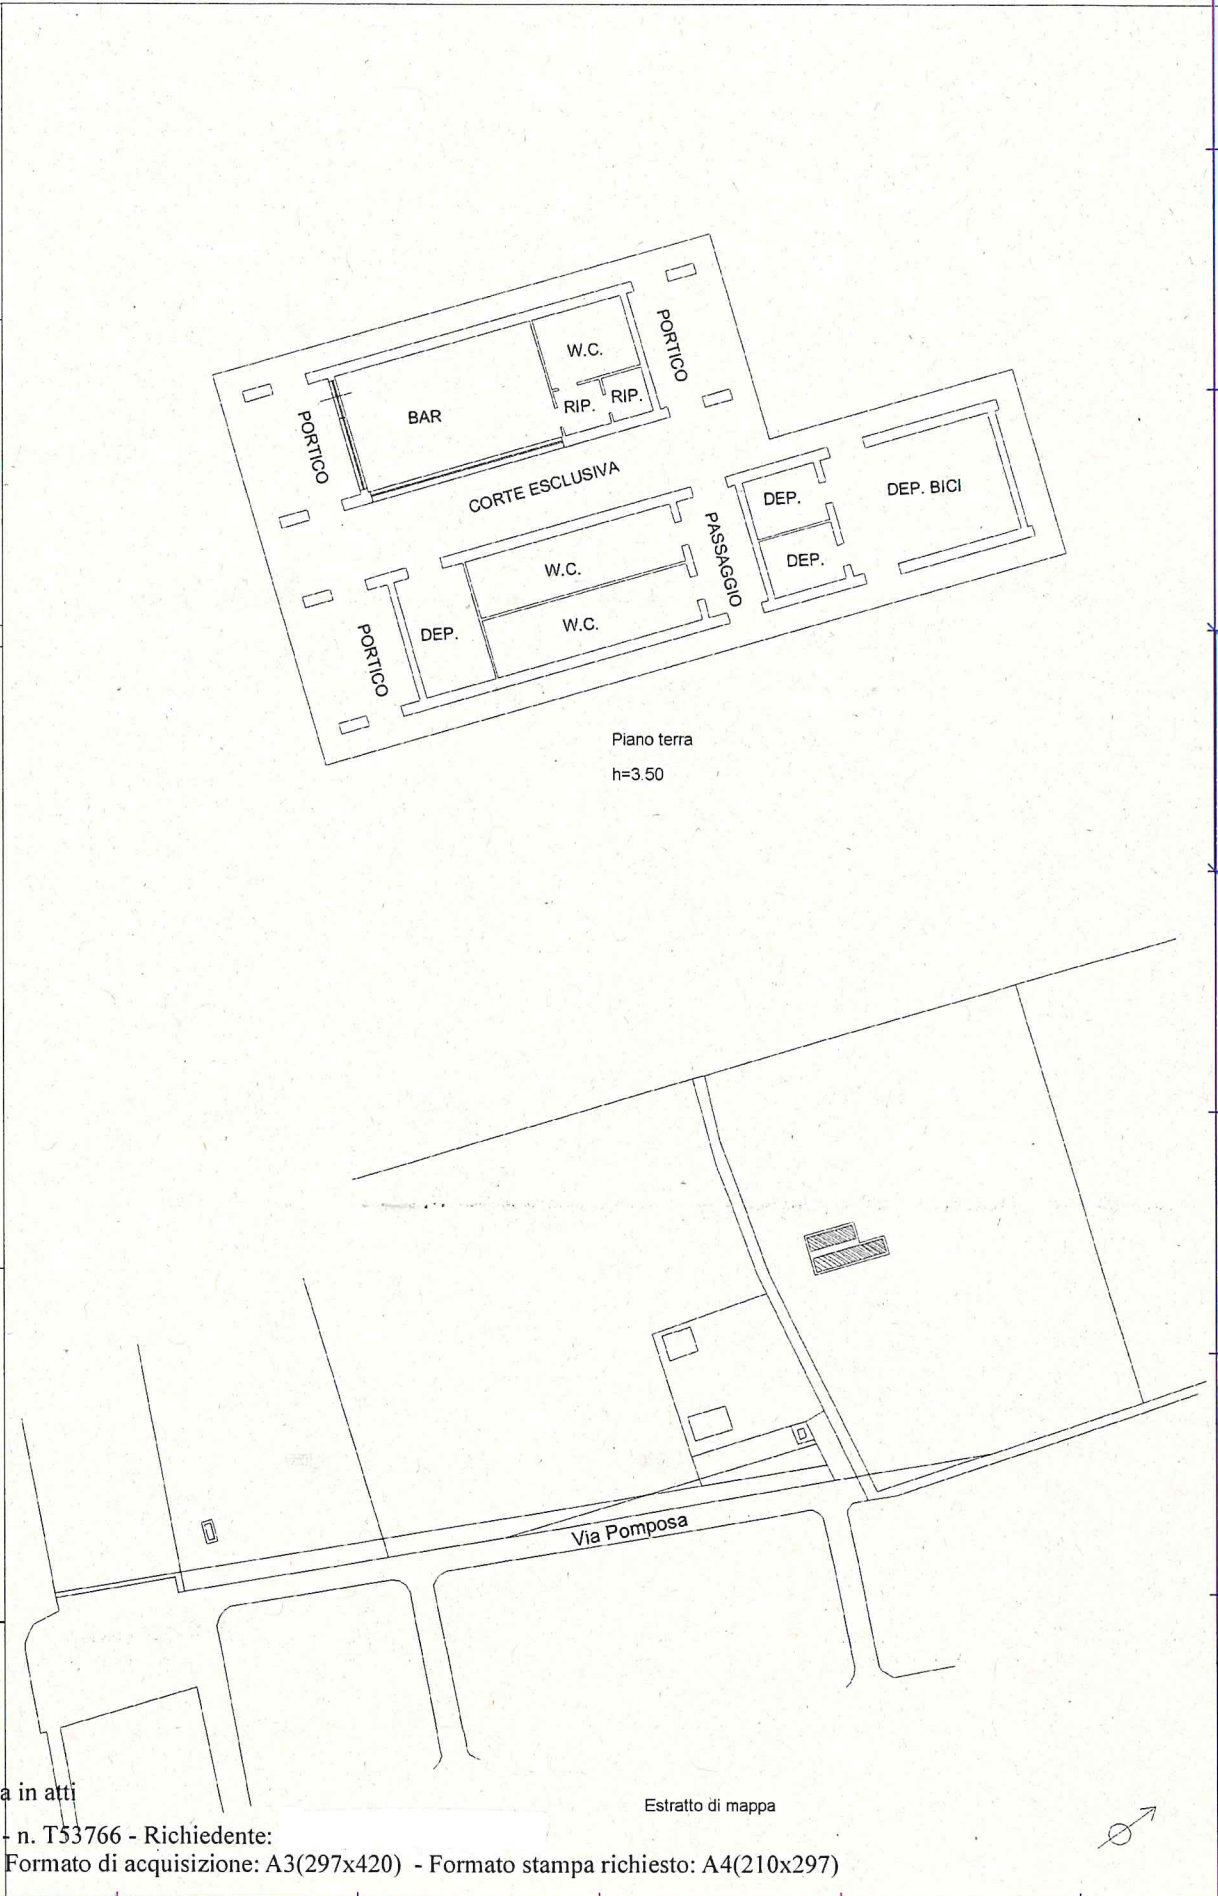 PORTICO
W.C.
RIP.
RIP.
BAR
PORTICO
CORTE ESCLUSIVA
DEP.
DEP. BICI
PASSAGGIO
DEP.
W.C.
W.C.
DEP.
PORTICO
Piano terra
h=3.50
Via Pomposa
Estratto di mappa
a in atti
- n. T53766 - Richiedente:
Formato di acquisizione: A3(297x420) - Formato stampa richiesto: A4(210x297)